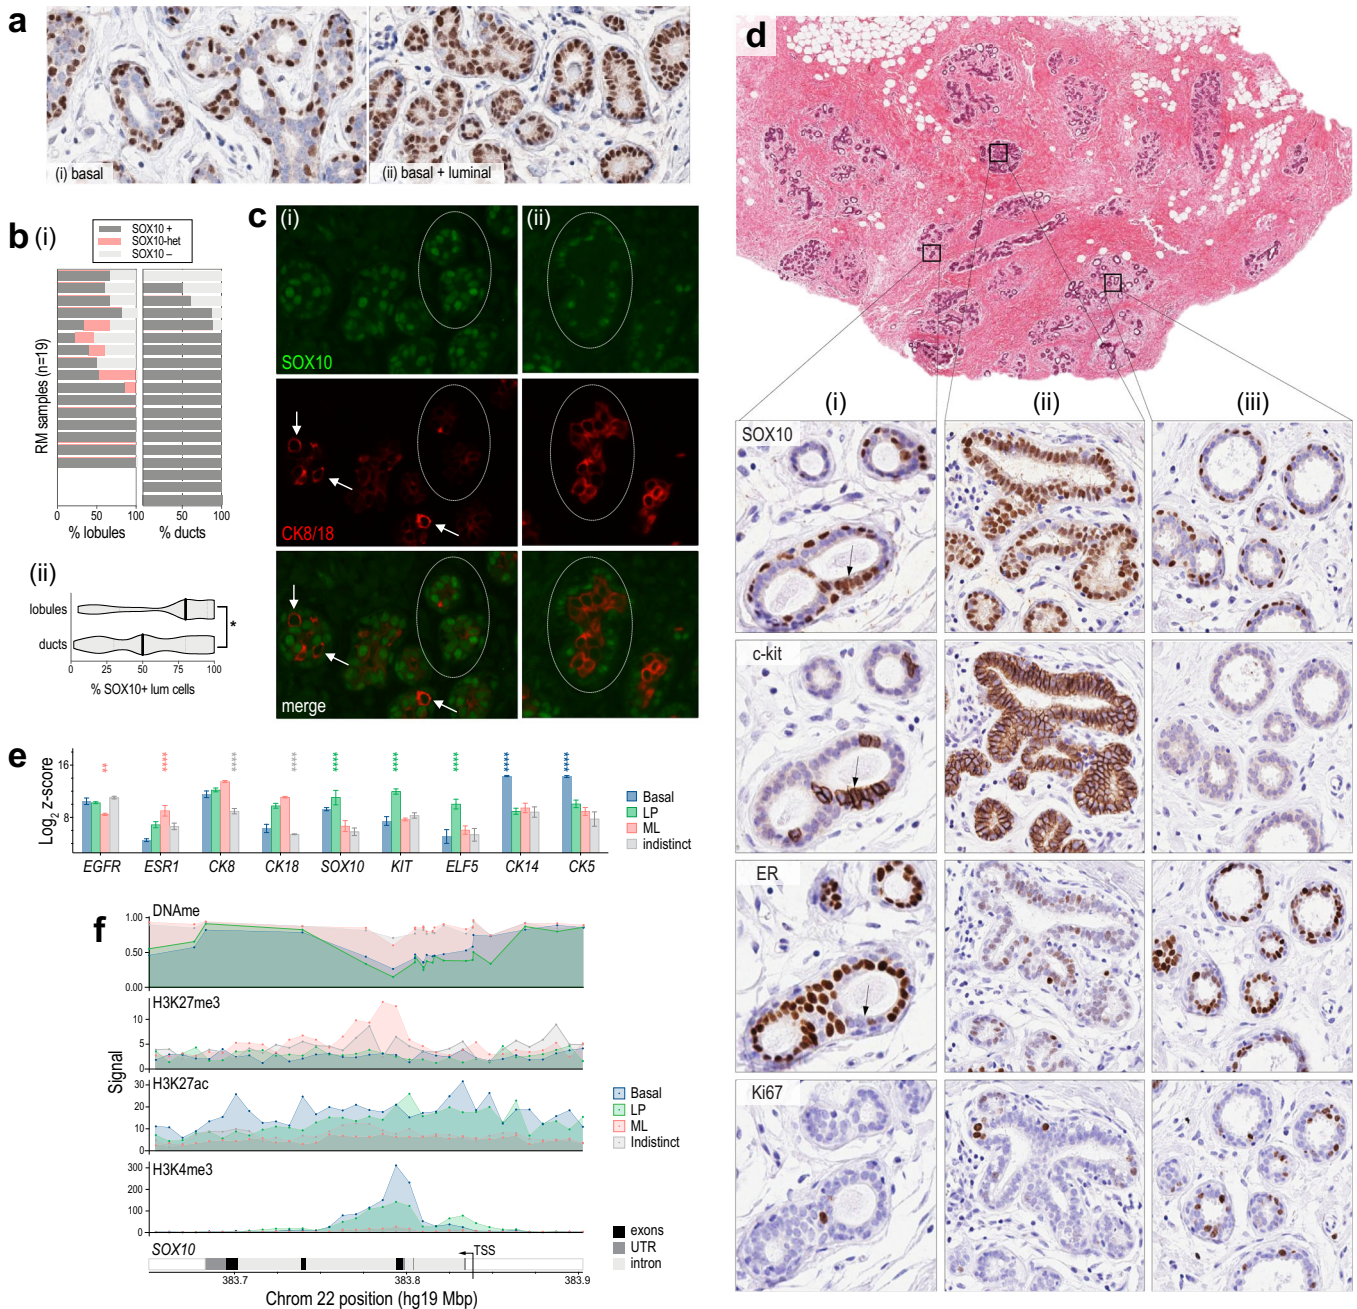 a
(i) basal
(ii) basal + luminal
b (i)
SOX10 +
SOX10-het
SOX10 –
RM samples (n=19)
0 50 100
% lobules
0 50 100
% ducts
(ii)
lobules
ducts
*
0 25 50 75 100
% SOX10+ lum cells
c
(i)
(ii)
SOX10
CK8/18
merge
d
(i)
(ii)
(iii)
SOX10
c-kit
ER
Ki67
e
Log2 z-score
16
8
** **** **** **** **** **** **** **** ****
EGFR ESR1 CK8 CK18 SOX10 KIT ELF5 CK14 CK5
Basal
LP
ML
indistinct
f
Signal
DNAme
1.00
0.50
0.00
H3K27me3
10
5
0
H3K27ac
30
20
10
0
H3K4me3
300
200
100
0
Basal
LP
ML
Indistinct
SOX10
TSS
exons
UTR
intron
383.7 383.8 383.9
Chrom 22 position (hg19 Mbp)